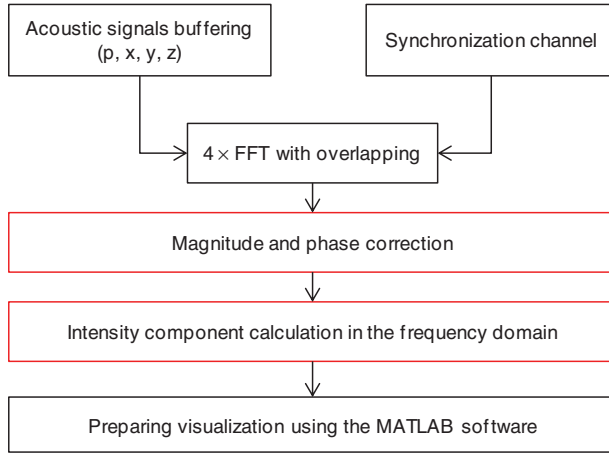 Acoustic signals buffering
(p, x, y, z)
Synchronization channel
4 × FFT with overlapping
Magnitude and phase correction
Intensity component calculation in the frequency domain
Preparing visualization using the MATLAB software